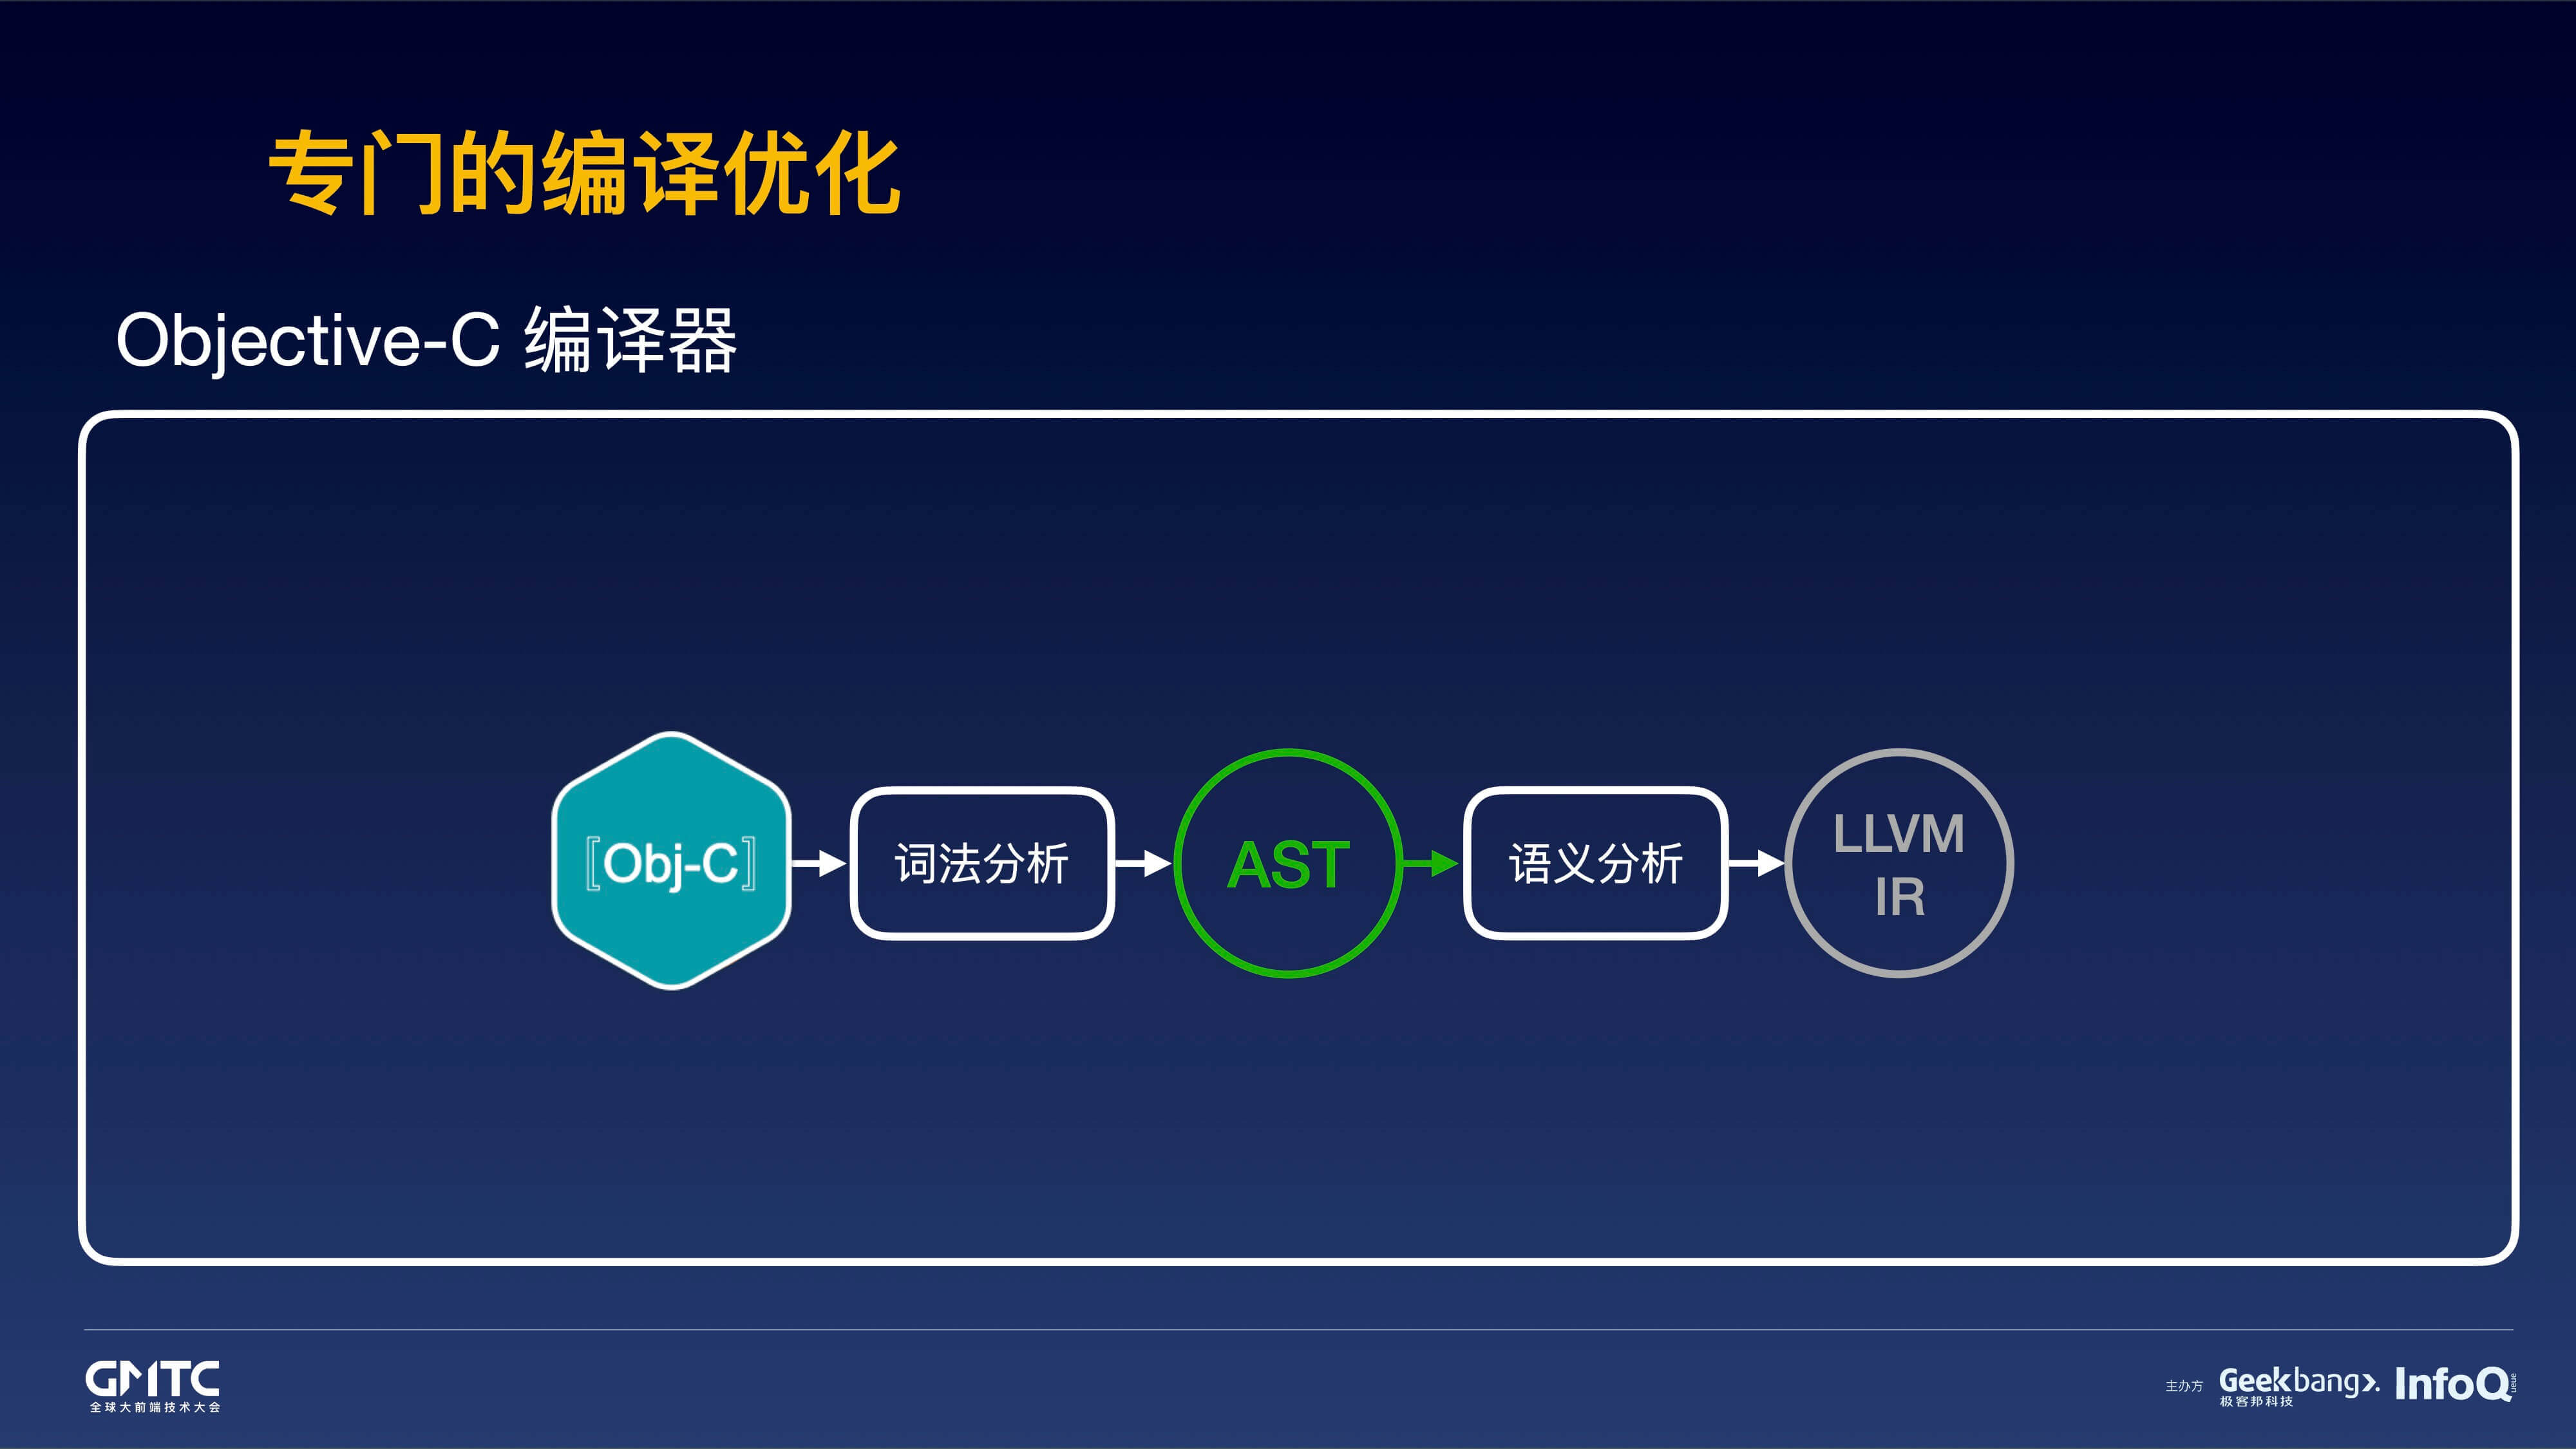 专门的编译优化
Objective-C 编译器
[Obj-C]
词法分析
AST
语义分析
LLVM
IR
GMTC
全球大前端技术大会
主办方
Geekbang>.
极客邦科技
InfoQ
ueue